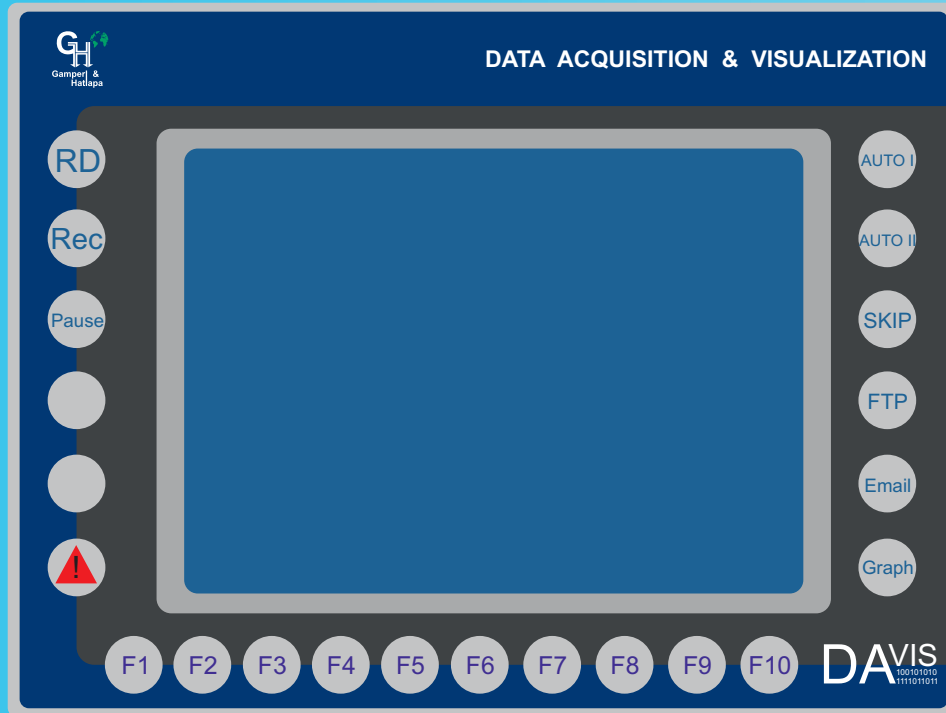 GH
Gamperl &
Hatlapa
DATA ACQUISITION & VISUALIZATION
RD
Rec
Pause
!
AUTO I
AUTO II
SKIP
FTP
Email
Graph
F1 F2 F3 F4 F5 F6 F7 F8 F9 F10
DAVIS
100101010
1111011011